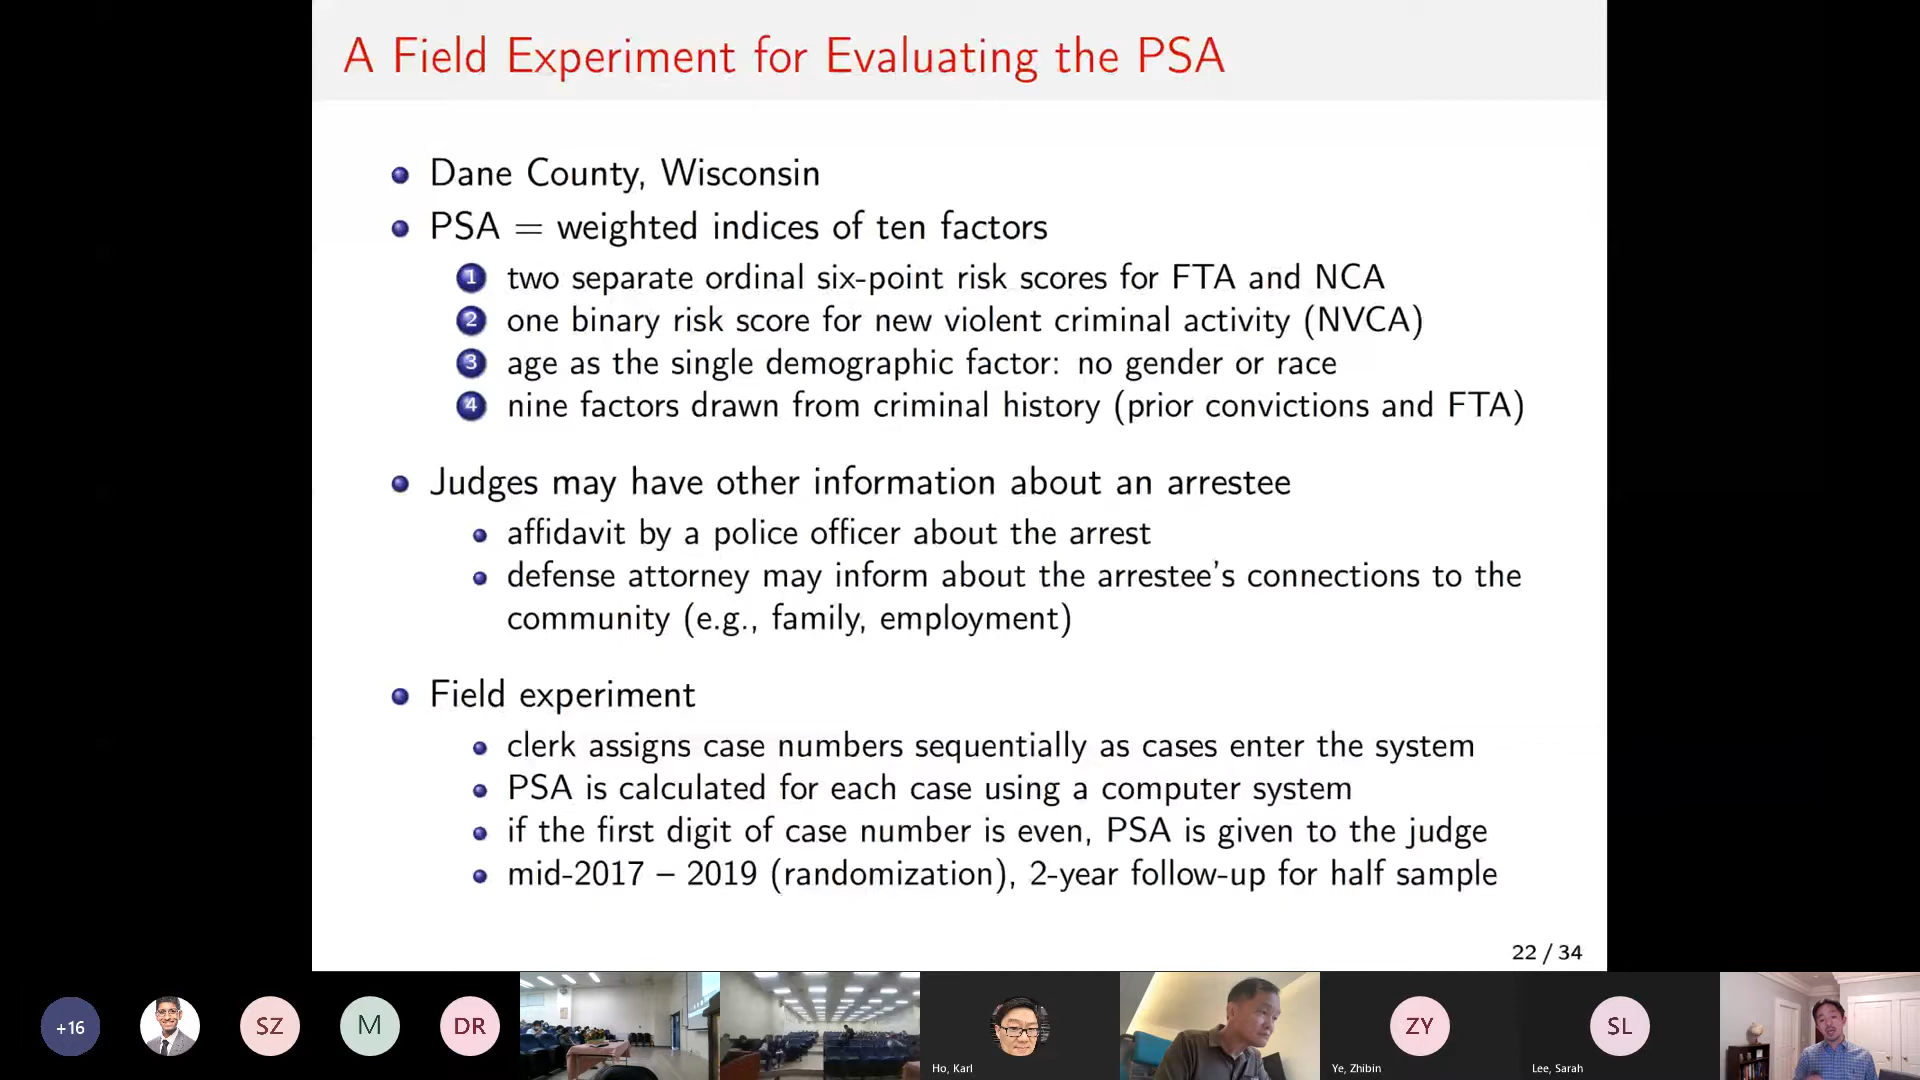 A Field Experiment for Evaluating the PSA
Dane County, Wisconsin
PSA = weighted indices of ten factors
1 two separate ordinal six-point risk scores for FTA and NCA
2 one binary risk score for new violent criminal activity (NVCA)
3 age as the single demographic factor: no gender or race
4 nine factors drawn from criminal history (prior convictions and FTA)
Judges may have other information about an arrestee
affidavit by a police officer about the arrest
defense attorney may inform about the arrestee's connections to the
community (e.g., family, employment)
Field experiment
clerk assigns case numbers sequentially as cases enter the system
PSA is calculated for each case using a computer system
if the first digit of case number is even, PSA is given to the judge
mid-2017 – 2019 (randomization), 2-year follow-up for half sample
22 / 34
+16
SZ
M
DR
Ho, Karl
ZY
Ye, Zhibin
SL
Lee, Sarah